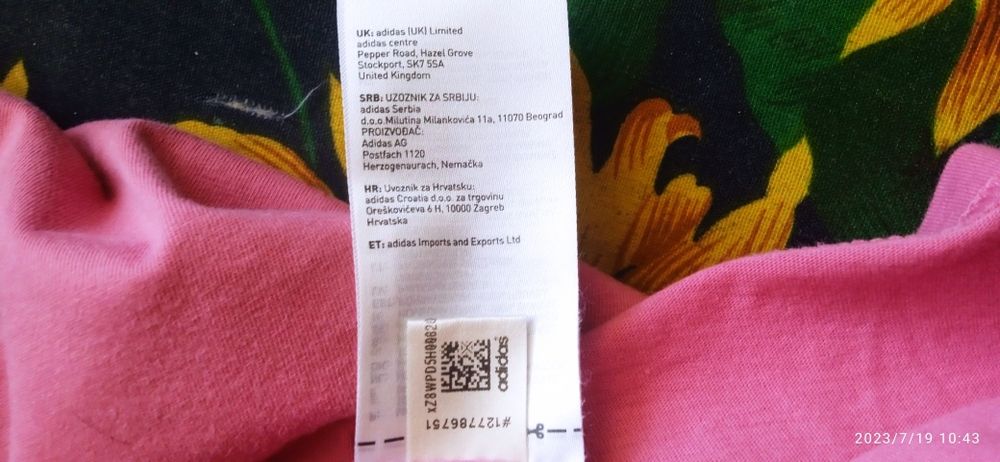 UK: adidas (UK) Limited
adidas centre
Pepper Road, Hazel Grove
Stockport, SK7 5SA
United Kingdom
SRB: UZOZNIK ZA SRBIJU:
adidas Serbia
d.o.o.Milutina Milankovića 11a, 11070 Beograd
PROIZVOĐAČ:
Adidas AG
Postfach 1120
Herzogenaurach, Nemačka
HR: Uvoznik za Hrvatsku:
adidas Croatia d.o.o. za trgovinu
Oreškovićeva 6 H, 10000 Zagreb
Hrvatska
ET: adidas Imports and Exports Ltd
adidas
#127786751
2023/7/19 10:43